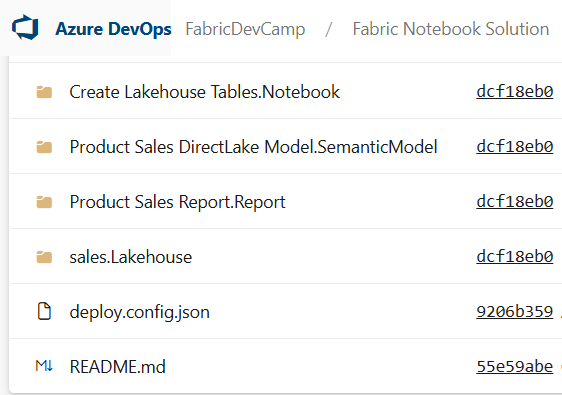 Azure DevOps FabricDevCamp / Fabric Notebook Solution
Create Lakehouse Tables.Notebook dcf18eb0
Product Sales DirectLake Model.SemanticModel dcf18eb0
Product Sales Report.Report dcf18eb0
sales.Lakehouse dcf18eb0
deploy.config.json 9206b359
M↓ README.md 55e59abe